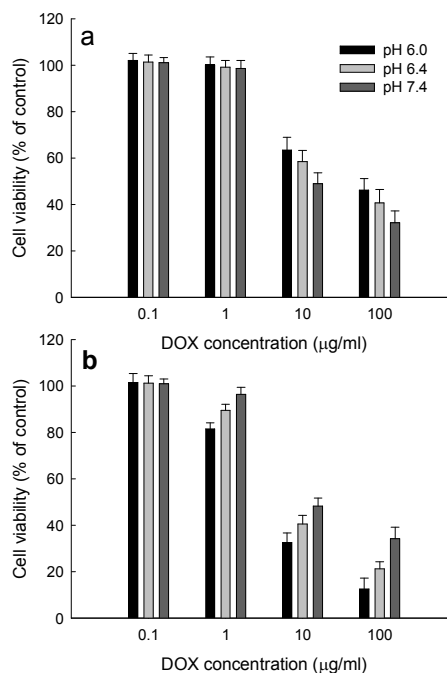 120
a
pH 6.0
100
pH 6.4
pH 7.4
80
60
40
20
0
Cell viability (% of control)
0.1 1 10 100
DOX concentration (μg/ml)
120
b
100
80
60
40
20
0
Cell viability (% of control)
0.1 1 10 100
DOX concentration (μg/ml)